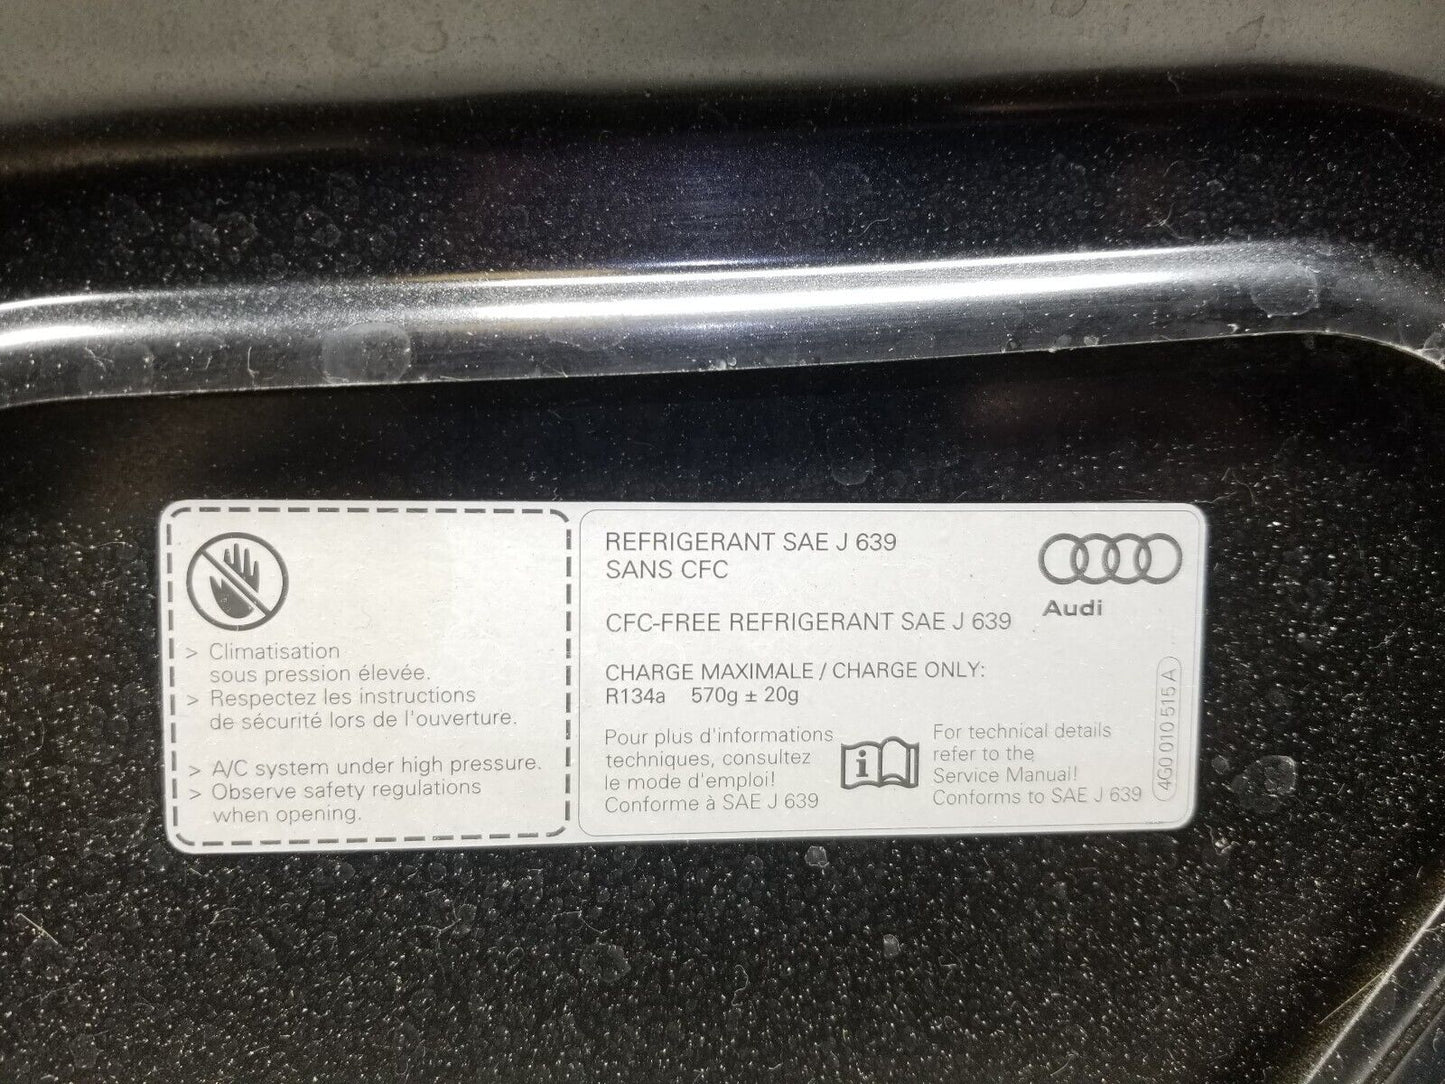 > Climatisation
sous pression élevée.
> Respectez les instructions
de sécurité lors de l'ouverture.
> A/C system under high pressure.
> Observe safety regulations
when opening.
REFRIGERANT SAE J 639
SANS CFC
CFC-FREE REFRIGERANT SAE J 639
CHARGE MAXIMALE / CHARGE ONLY:
R134a 570g ± 20g
Pour plus d'informations
techniques, consultez
le mode d'emploi!
Conforme à SAE J 639
i
For technical details
refer to the
Service Manual!
Conforms to SAE J 639
Audi
4G0 010 515 A